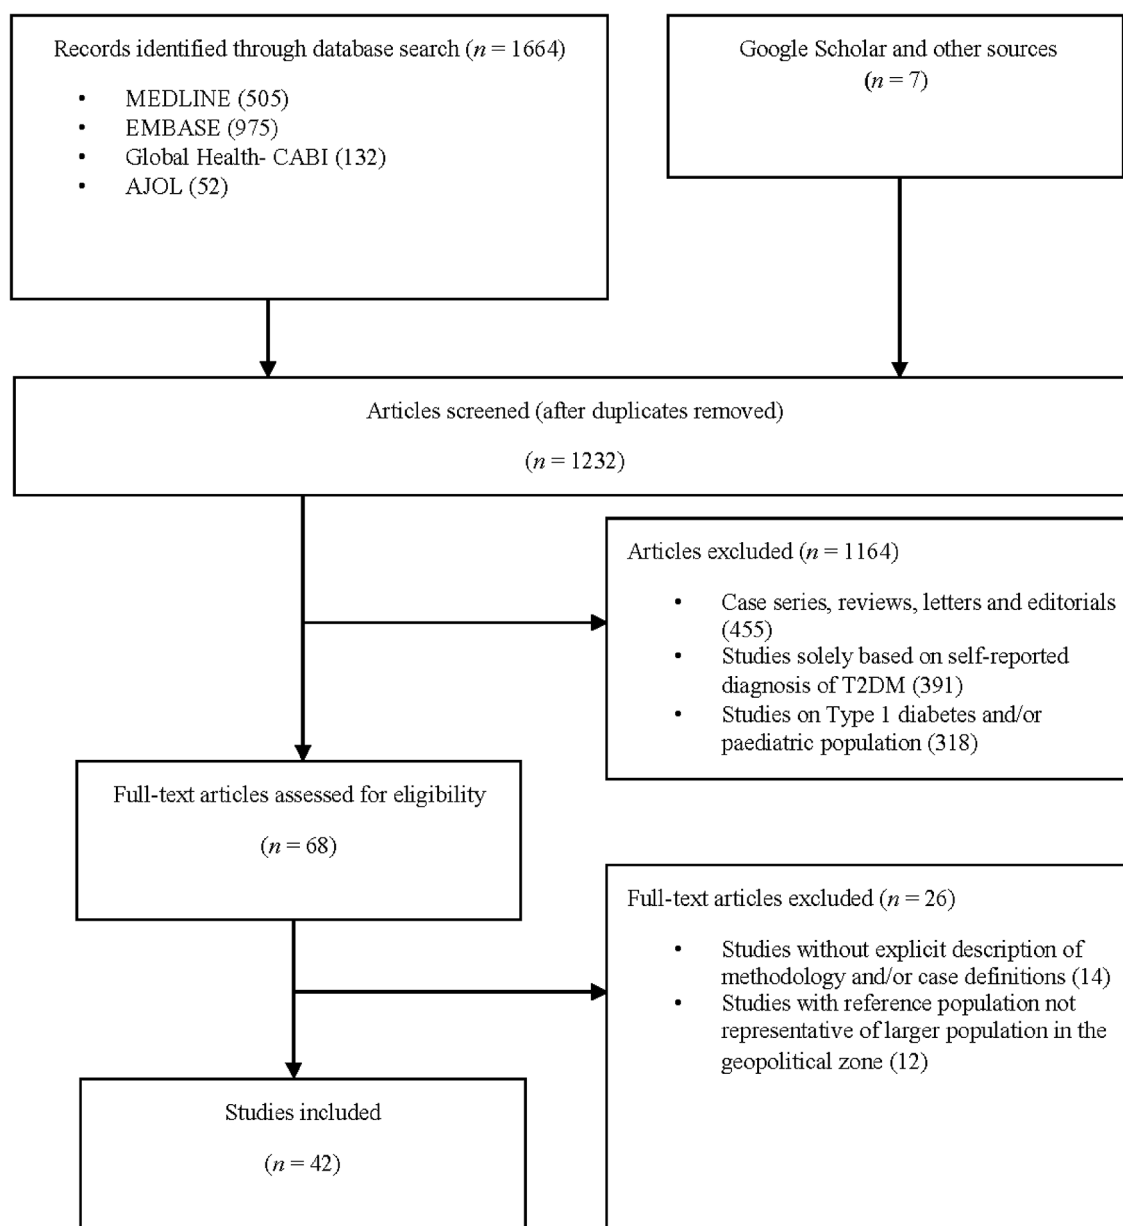 Records identified through database search (n = 1664)
• MEDLINE (505)
• EMBASE (975)
• Global Health- CABI (132)
• AJOL (52)
Google Scholar and other sources
(n = 7)
Articles screened (after duplicates removed)
(n = 1232)
Articles excluded (n = 1164)
• Case series, reviews, letters and editorials
(455)
• Studies solely based on self-reported
diagnosis of T2DM (391)
• Studies on Type 1 diabetes and/or
paediatric population (318)
Full-text articles assessed for eligibility
(n = 68)
Full-text articles excluded (n = 26)
• Studies without explicit description of
methodology and/or case definitions (14)
• Studies with reference population not
representative of larger population in the
geopolitical zone (12)
Studies included
(n = 42)